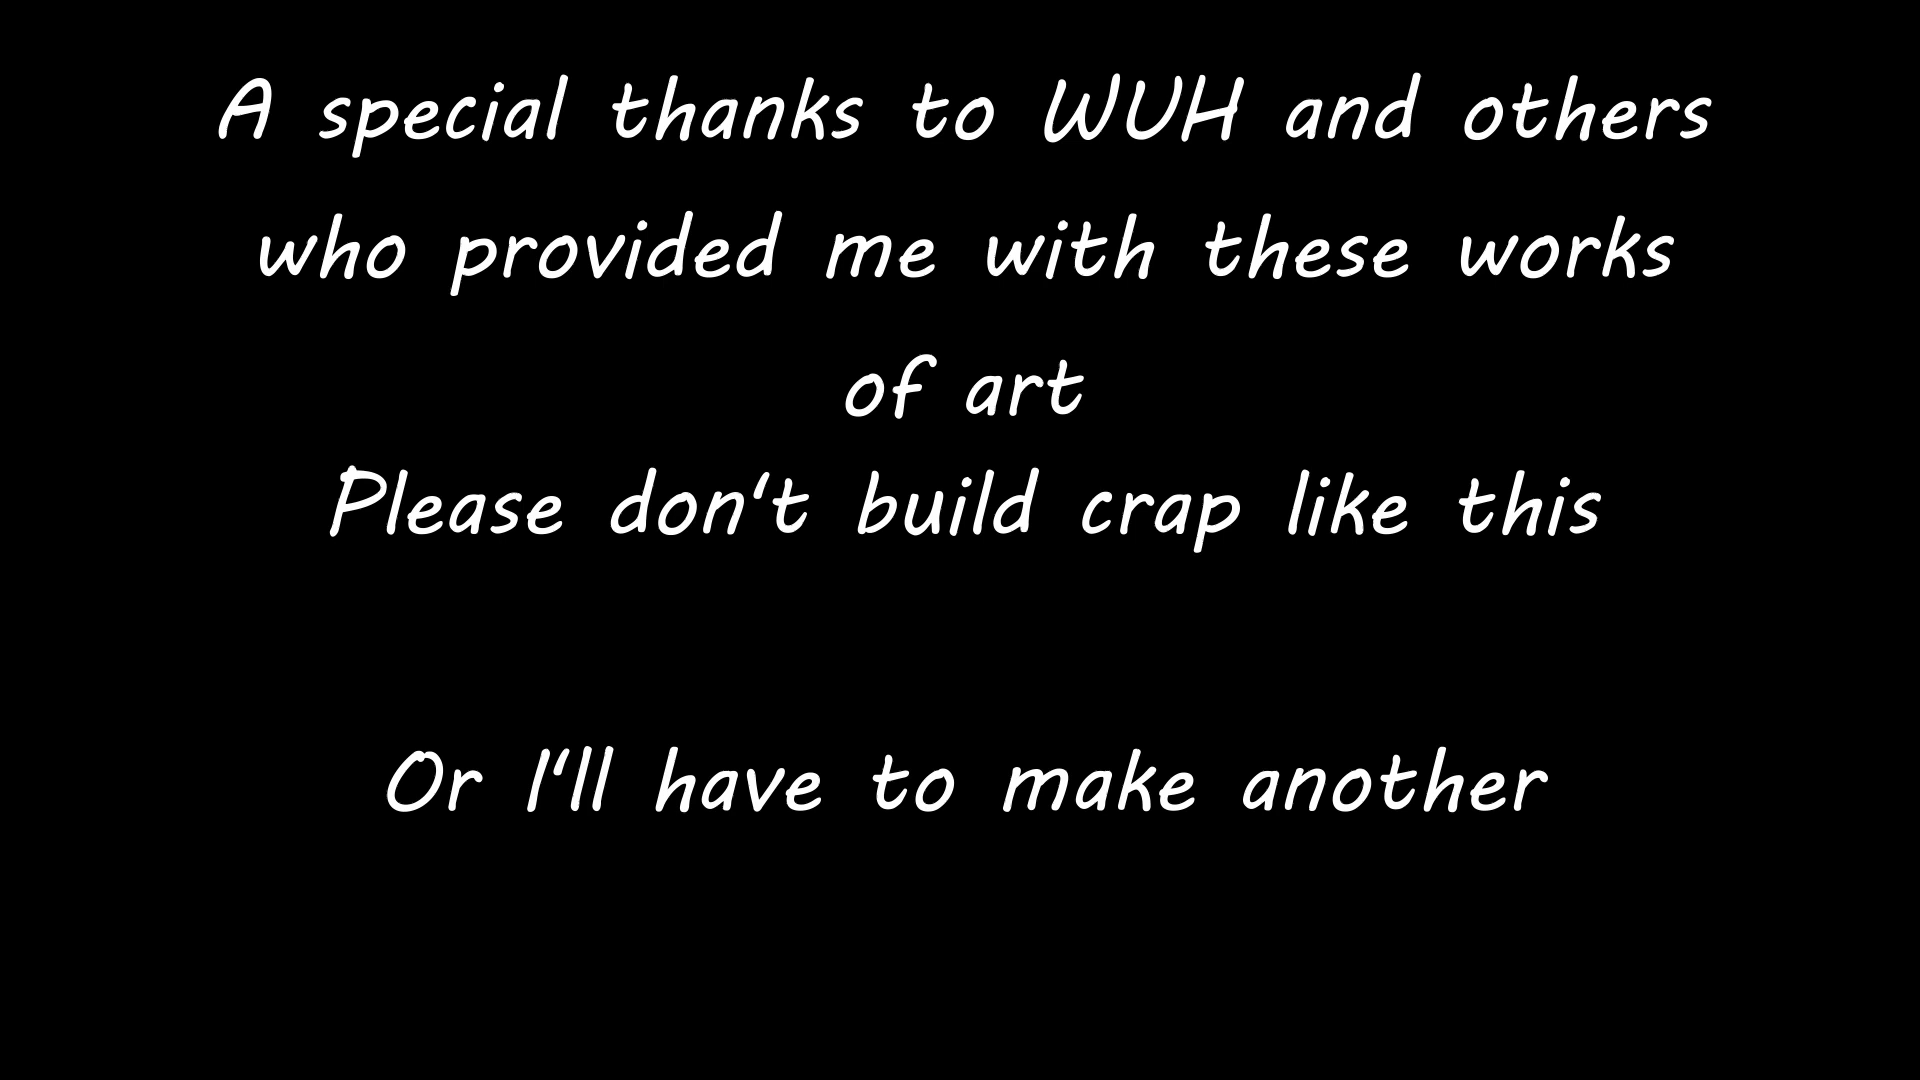 A special thanks to WUH and others
who provided me with these works
of art
Please don't build crap like this
Or I'll have to make another